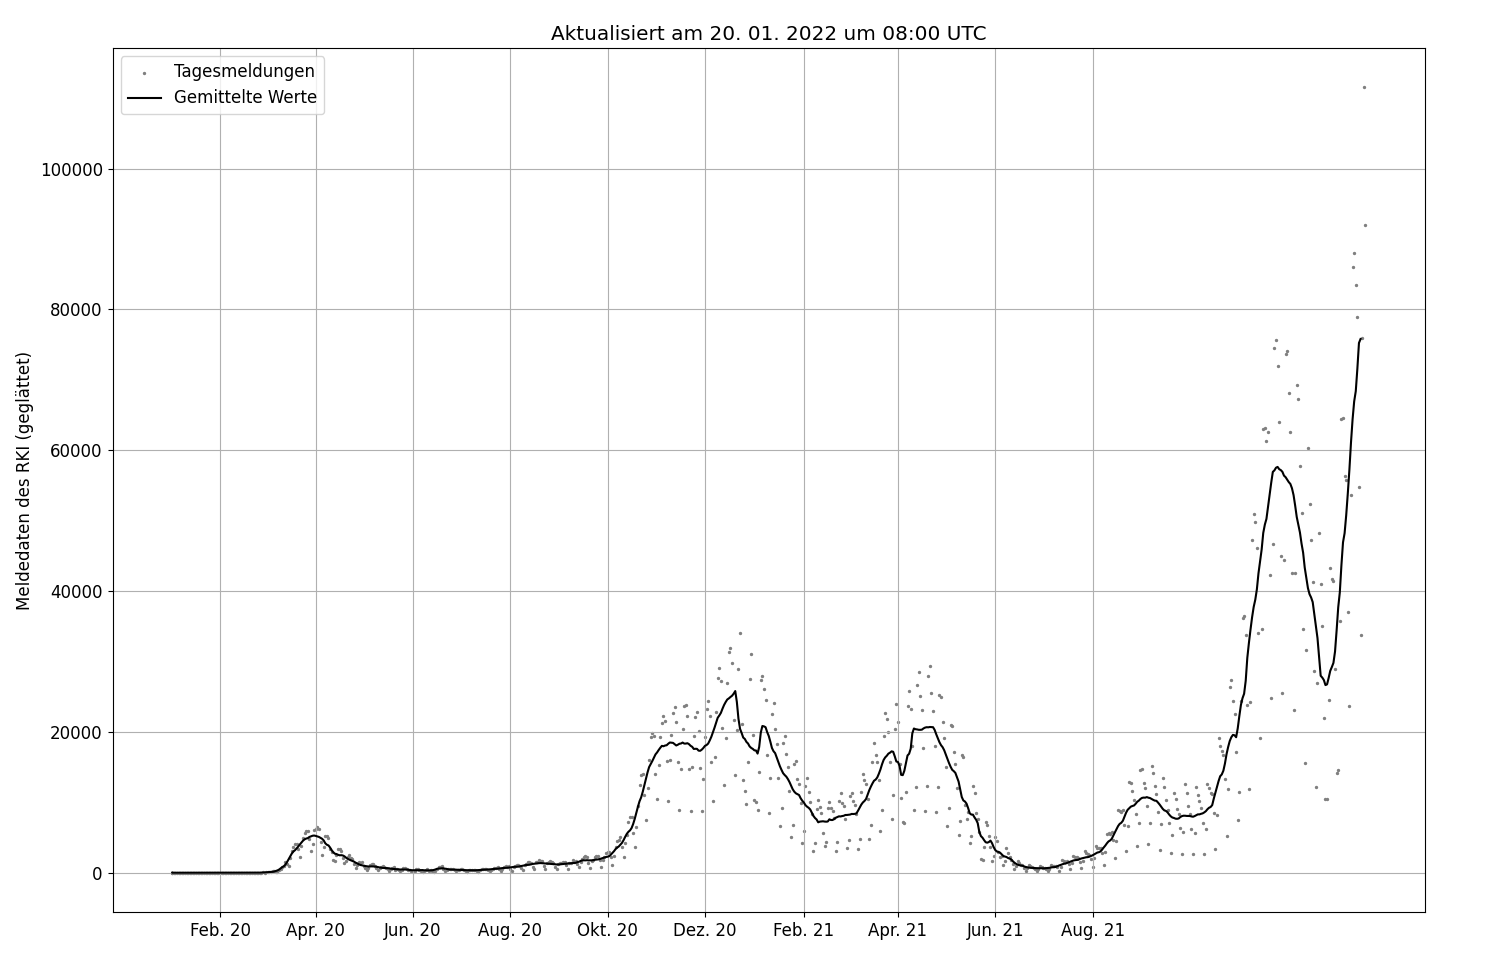 Aktualisiert am 20. 01. 2022 um 08:00 UTC
Tagesmeldungen
Gemittelte Werte
Meldedaten des RKI (geglättet)
100000
80000
60000
40000
20000
0
Feb. 20 Apr. 20 Jun. 20 Aug. 20 Okt. 20 Dez. 20 Feb. 21 Apr. 21 Jun. 21 Aug. 21